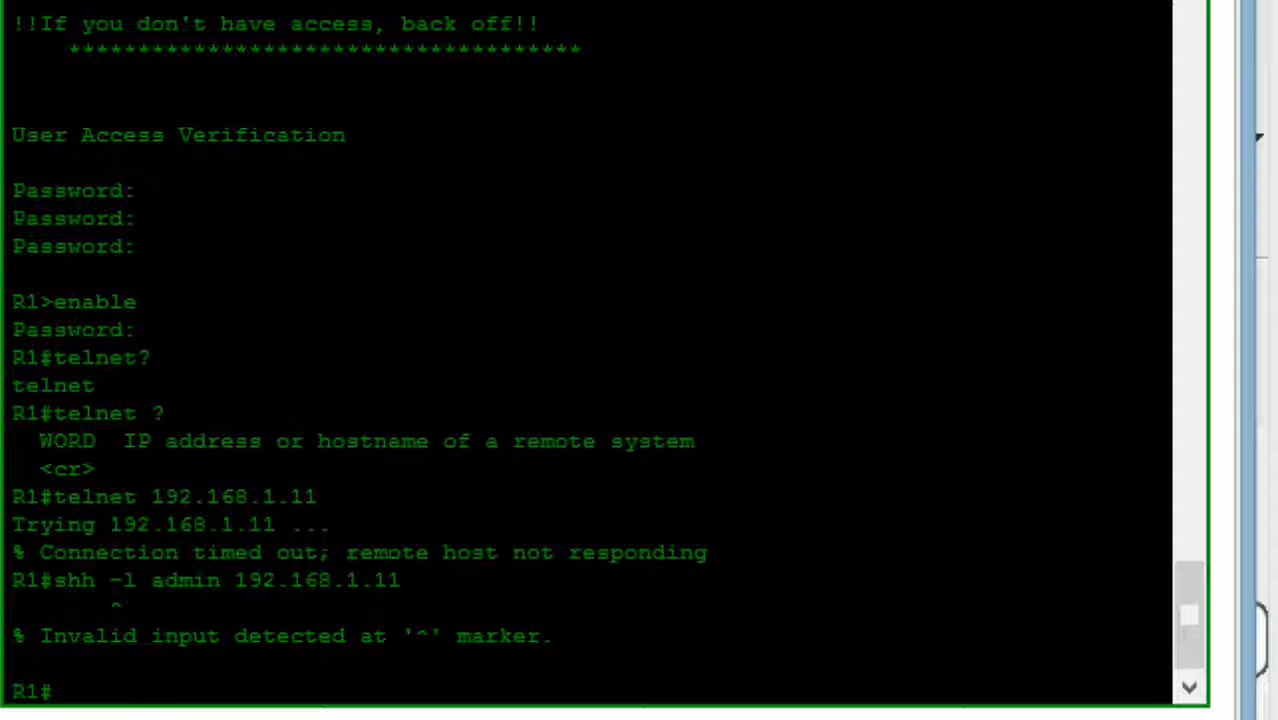 !!If you don't have access, back off!!
*************************************
User Access Verification
Password:
Password:
Password:
R1>enable
Password:
R1#telnet?
telnet
R1#telnet ?
WORD  IP address or hostname of a remote system
<cr>
R1#telnet 192.168.1.11
Trying 192.168.1.11 ...
% Connection timed out; remote host not responding
R1#shh -l admin 192.168.1.11
^
% Invalid input detected at '^' marker.
R1#